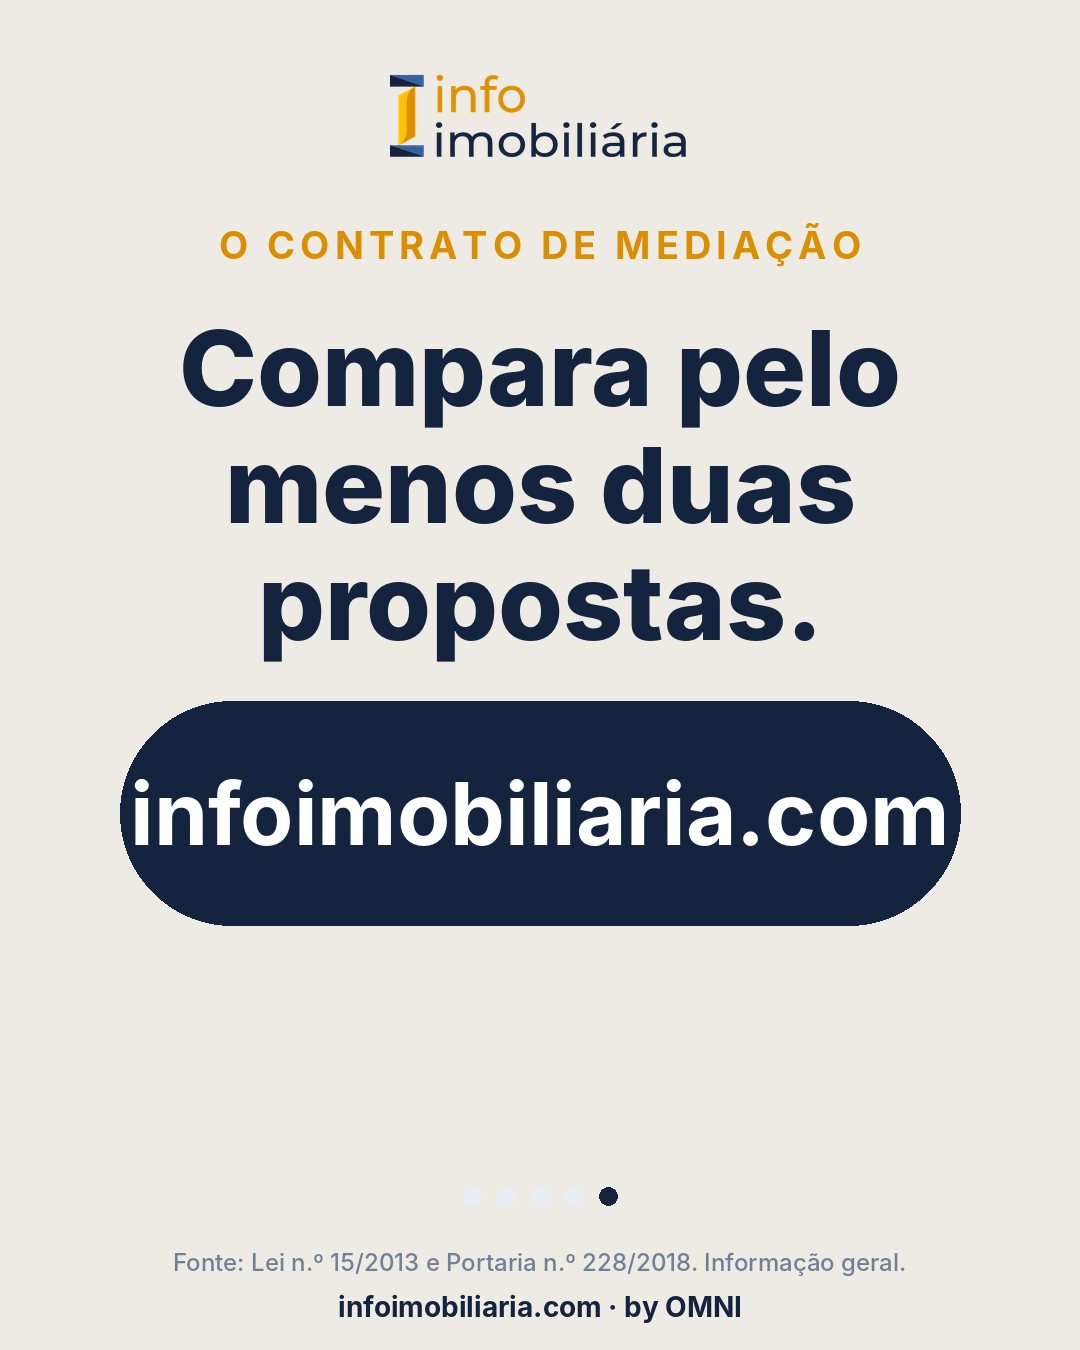 info
imobiliária
O CONTRATO DE MEDIAÇÃO
Compara pelo
menos duas
propostas.
infoimobiliaria.com
Fonte: Lei n.º 15/2013 e Portaria n.º 228/2018. Informação geral.
infoimobiliaria.com · by OMNI